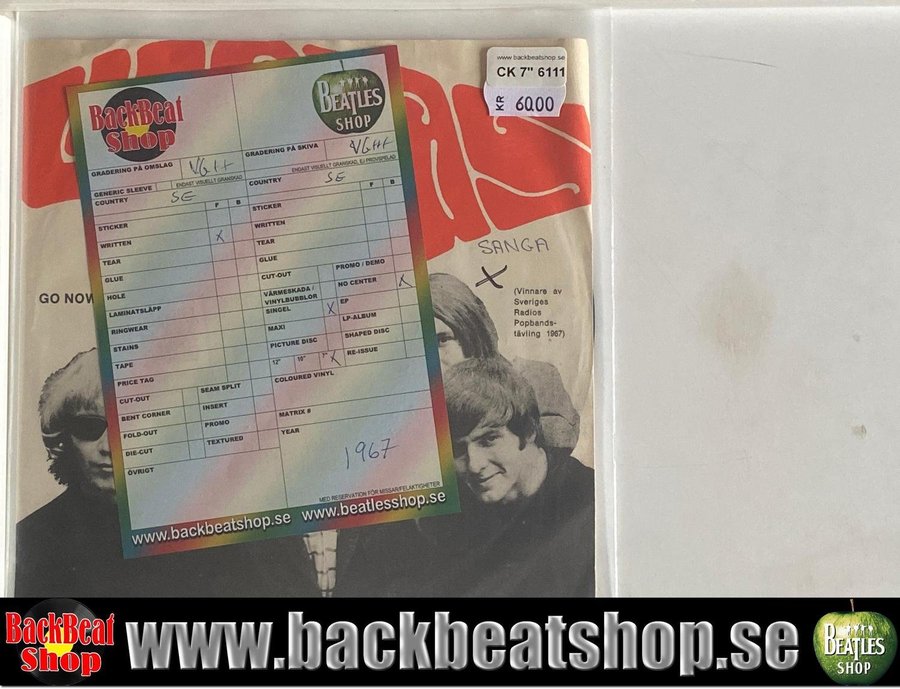 www.backbeatshop.se
CK 7" 6111
KR 60.00
BackBeat
Shop
BEATLES
SHOP
GRADERING PÅ OMSLAG VG++
ENDAST VISUELLT GRANSKAD
GRADERING PÅ SKIVA VG++
ENDAST VISUELLT GRANSKAD, EJ PROVSPELAD
GENERIC SLEEVE
COUNTRY SE
F B
STICKER
WRITTEN X
TEAR
GLUE
HOLE
LAMINATSLÄPP
RINGWEAR
STAINS
TAPE
PRICE TAG
CUT-OUT
SEAM SPLIT
BENT CORNER
INSERT
FOLD-OUT
PROMO
DIE-CUT
TEXTURED
ÖVRIGT
COUNTRY SE
F B
STICKER
WRITTEN
TEAR
GLUE
CUT-OUT
PROMO / DEMO
VÄRMESKADA /
VINYLBUBBLOR
NO CENTER X
SINGEL X
EP
MAXI
LP-ALBUM
PICTURE DISC
SHAPED DISC
12" 10" 7" X
RE-ISSUE
COLOURED VINYL
MATRIX #
YEAR
1967
MED RESERVATION FÖR MISSAR/FELAKTIGHETER
www.backbeatshop.se www.beatlesshop.se
GO NOW
SANGA
X
(Vinnare av
Sveriges
Radios
Popbands-
tävling 1967)
BackBeat
Shop
www.backbeatshop.se
BEATLES
SHOP